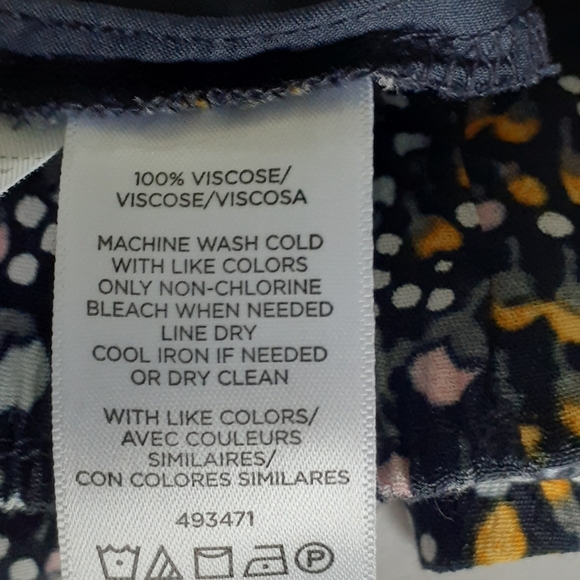 100% VISCOSE/
VISCOSE/VISCOSA
MACHINE WASH COLD
WITH LIKE COLORS
ONLY NON-CHLORINE
BLEACH WHEN NEEDED
LINE DRY
COOL IRON IF NEEDED
OR DRY CLEAN
WITH LIKE COLORS/
AVEC COULEURS
SIMILAIRES/
CON COLORES SIMILARES
493471
P